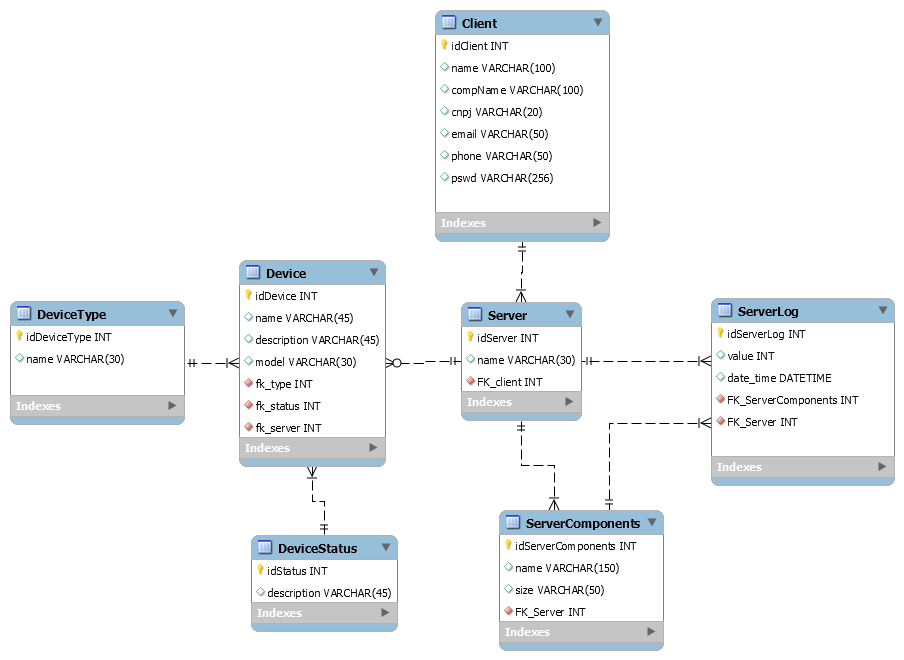 Client
idClient INT
name VARCHAR(100)
compName VARCHAR(100)
cnpj VARCHAR(20)
email VARCHAR(50)
phone VARCHAR(50)
pswd VARCHAR(256)
Indexes
DeviceType
idDeviceType INT
name VARCHAR(30)
Indexes
Device
idDevice INT
name VARCHAR(45)
description VARCHAR(45)
model VARCHAR(30)
fk_type INT
fk_status INT
fk_server INT
Indexes
Server
idServer INT
name VARCHAR(30)
FK_client INT
Indexes
ServerLog
idServerLog INT
value INT
date_time DATETIME
FK_ServerComponents INT
FK_Server INT
Indexes
DeviceStatus
idStatus INT
description VARCHAR(45)
Indexes
ServerComponents
idServerComponents INT
name VARCHAR(150)
size VARCHAR(50)
FK_Server INT
Indexes